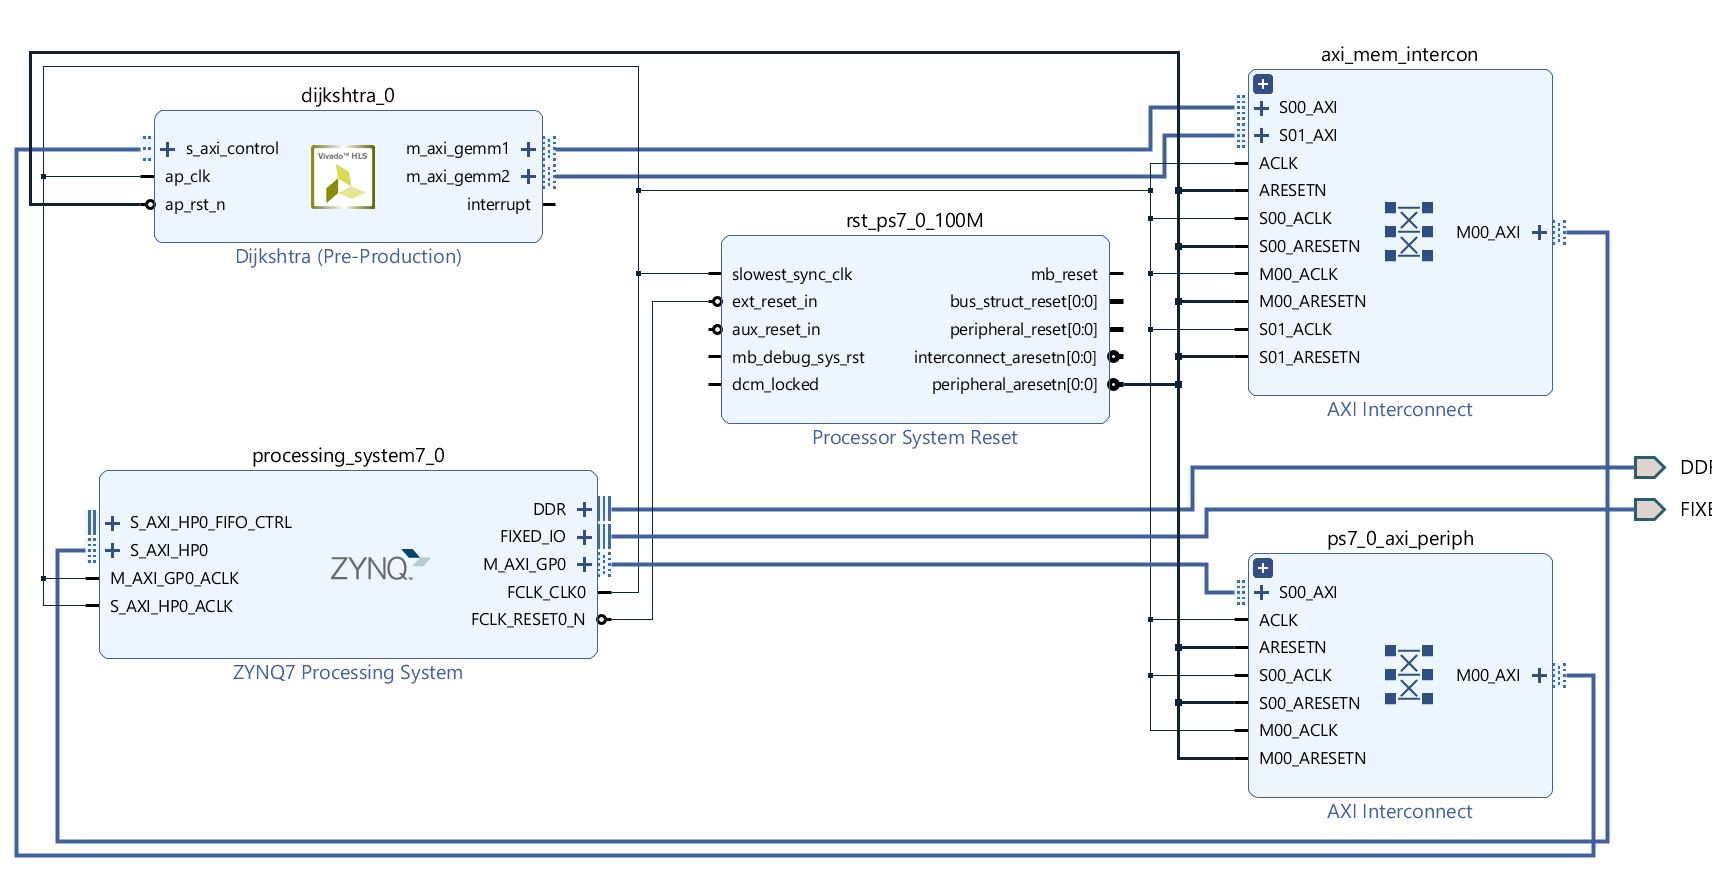 axi_mem_intercon
S00_AXI
S01_AXI
ACLK
ARESETN
S00_ACLK
S00_ARESETN
M00_ACLK
M00_ARESETN
S01_ACLK
S01_ARESETN
M00_AXI
AXI Interconnect
dijkshtra_0
s_axi_control
ap_clk
ap_rst_n
Vivado™ HLS
m_axi_gemm1
m_axi_gemm2
interrupt
Dijkshtra (Pre-Production)
rst_ps7_0_100M
slowest_sync_clk
ext_reset_in
aux_reset_in
mb_debug_sys_rst
dcm_locked
mb_reset
bus_struct_reset[0:0]
peripheral_reset[0:0]
interconnect_aresetn[0:0]
peripheral_aresetn[0:0]
Processor System Reset
processing_system7_0
S_AXI_HP0_FIFO_CTRL
S_AXI_HP0
M_AXI_GP0_ACLK
S_AXI_HP0_ACLK
ZYNQ
DDR
FIXED_IO
M_AXI_GP0
FCLK_CLK0
FCLK_RESET0_N
ZYNQ7 Processing System
DDR
FIXE
ps7_0_axi_periph
S00_AXI
ACLK
ARESETN
S00_ACLK
S00_ARESETN
M00_ACLK
M00_ARESETN
M00_AXI
AXI Interconnect